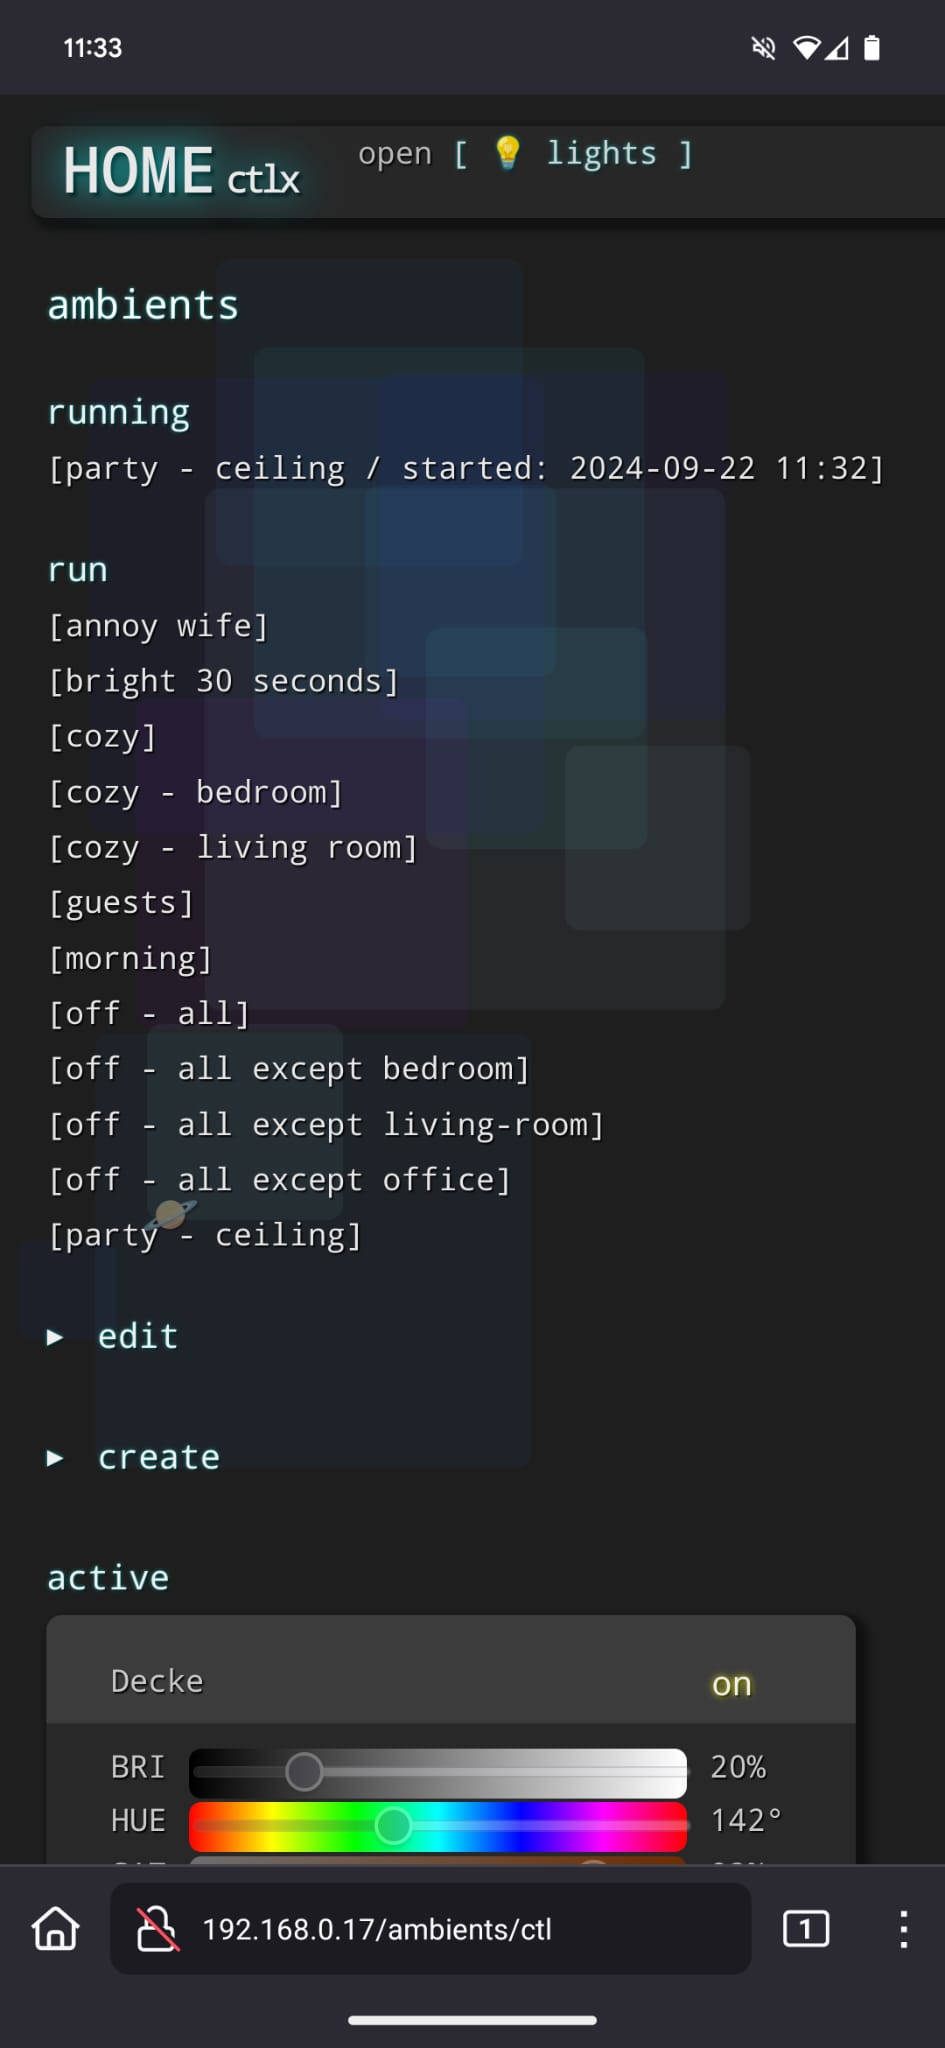 11:33
HOME ctlx open [ 💡 lights ]
ambients
running
[party - ceiling / started: 2024-09-22 11:32]
run
[annoy wife]
[bright 30 seconds]
[cozy]
[cozy - bedroom]
[cozy - living room]
[guests]
[morning]
[off - all]
[off - all except bedroom]
[off - all except living-room]
[off - all except office]
[party - ceiling]
▶ edit
▶ create
active
Decke on
BRI 20%
HUE 142°
192.168.0.17/ambients/ctl
1